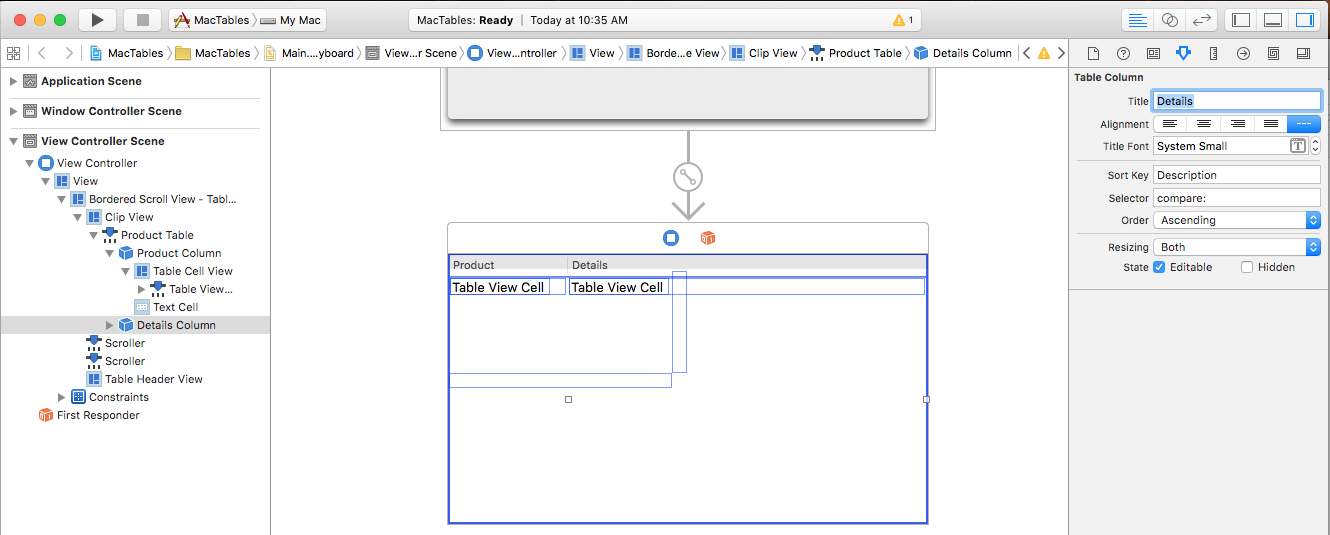 MacTables My Mac MacTables: Ready Today at 10:35 AM 1
MacTables MacTables Main....yboard View...r Scene View...ntroller View Borde...e View Clip View Product Table Details Column
Application Scene
Window Controller Scene
View Controller Scene
View Controller
View
Bordered Scroll View - Tabl...
Clip View
Product Table
Product Column
Table Cell View
Table View...
Text Cell
Details Column
Scroller
Scroller
Table Header View
Constraints
First Responder
Product Details
Table View Cell Table View Cell
Table Column
Title Details
Alignment
Title Font System Small T
Sort Key Description
Selector compare:
Order Ascending
Resizing Both
State Editable Hidden